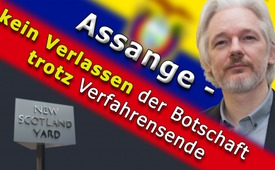 Assange -
kein Verlassen der Botschaft
trotz Verfahrensende
NEW
SCOTLAND
YARD